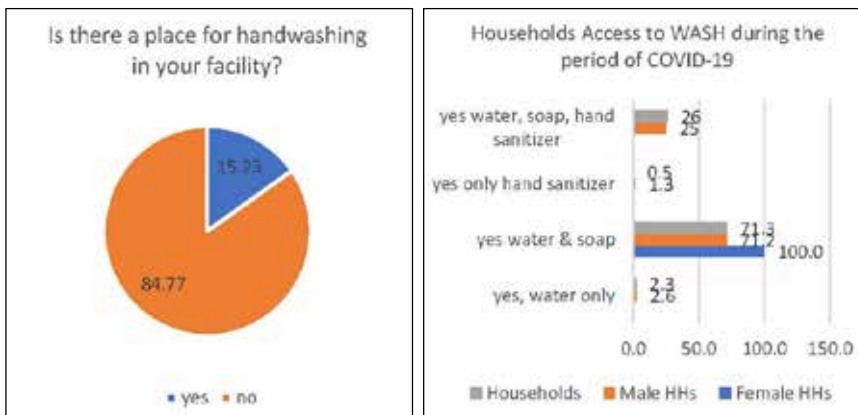 Is there a place for handwashing
in your facility?
15.23
84.77
yes no
Households Access to WASH during the
period of COVID-19
yes water, soap, hand
sanitizer
26
25
yes only hand sanitizer
0.5
1.3
yes water & soap
71.3
71.2
100.0
yes, water only
2.3
2.6
0.0 50.0 100.0 150.0
Households Male HHs Female HHs